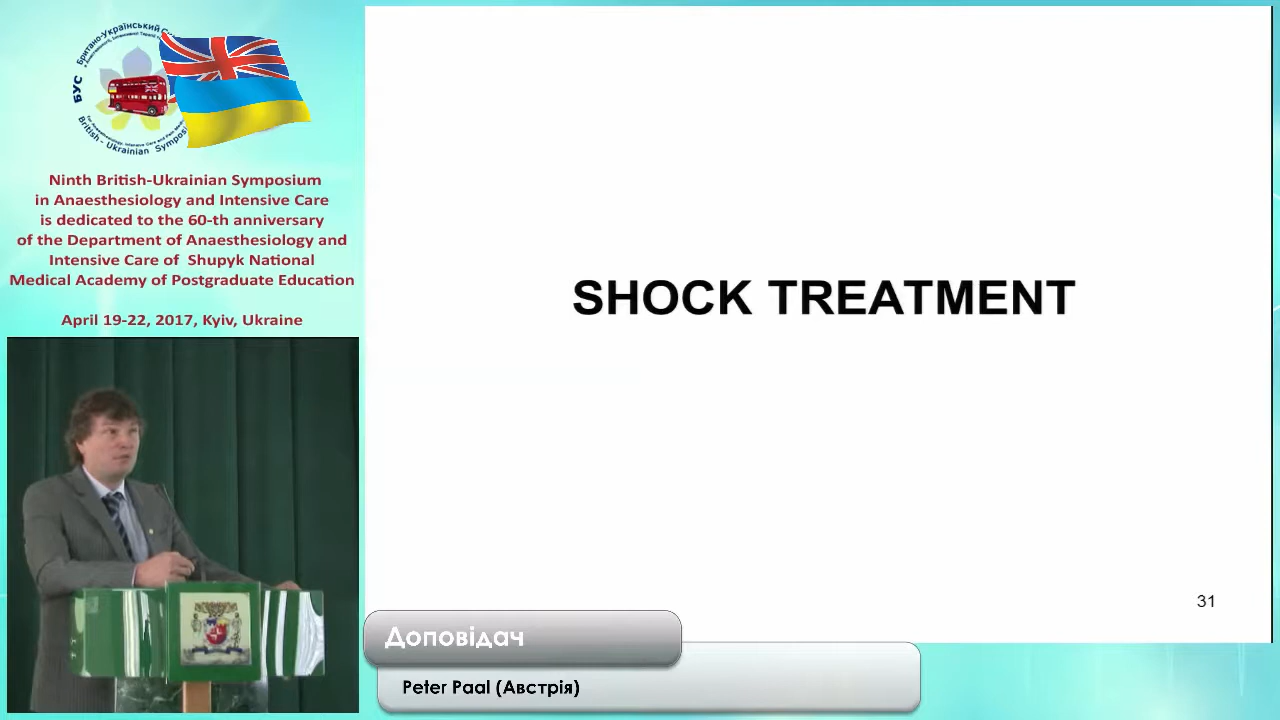 Британо-Український
БУС
British - Ukrainian
Ninth British-Ukrainian Symposium
in Anaesthesiology and Intensive Care
is dedicated to the 60-th anniversary
of the Department of Anaesthesiology and
Intensive Care of Shupyk National
Medical Academy of Postgraduate Education
April 19-22, 2017, Kyiv, Ukraine
SHOCK TREATMENT
31
Доповідач
Peter Paal (Австрія)